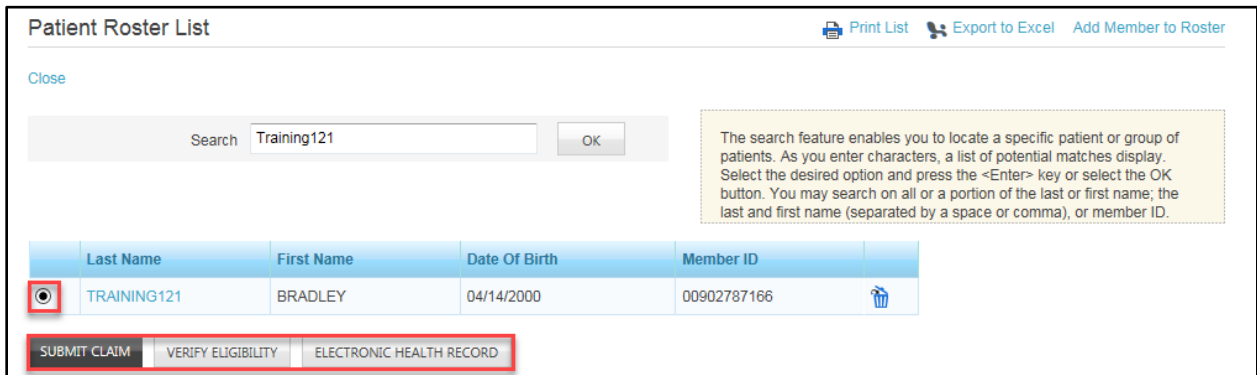 Patient Roster List
Print List Export to Excel Add Member to Roster
Close
Search Training121 OK
The search feature enables you to locate a specific patient or group of
patients. As you enter characters, a list of potential matches display.
Select the desired option and press the <Enter> key or select the OK
button. You may search on all or a portion of the last or first name; the
last and first name (separated by a space or comma), or member ID.
Last Name First Name Date Of Birth Member ID
TRAINING121 BRADLEY 04/14/2000 00902787166
SUBMIT CLAIM VERIFY ELIGIBILITY ELECTRONIC HEALTH RECORD